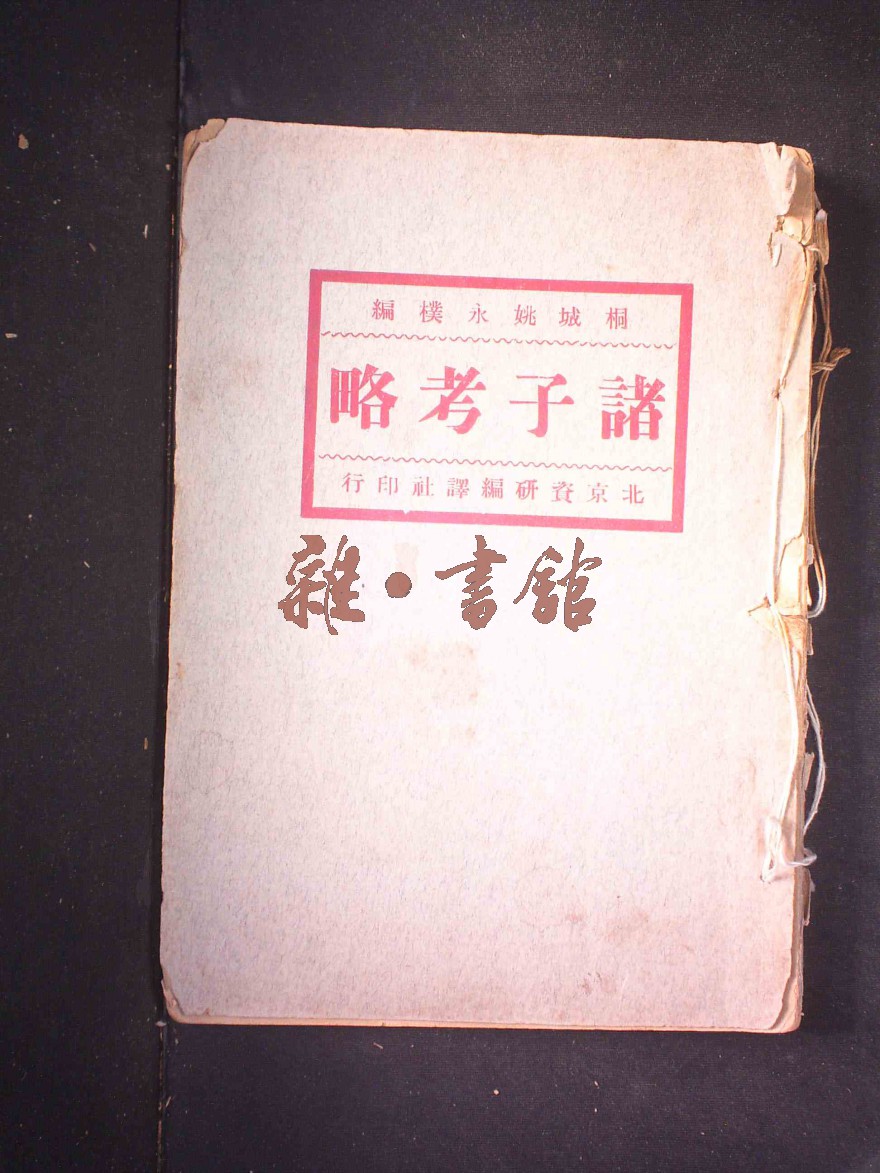 桐城姚永樸編
諸子考略
北京資研編譯社印行
雜·書館